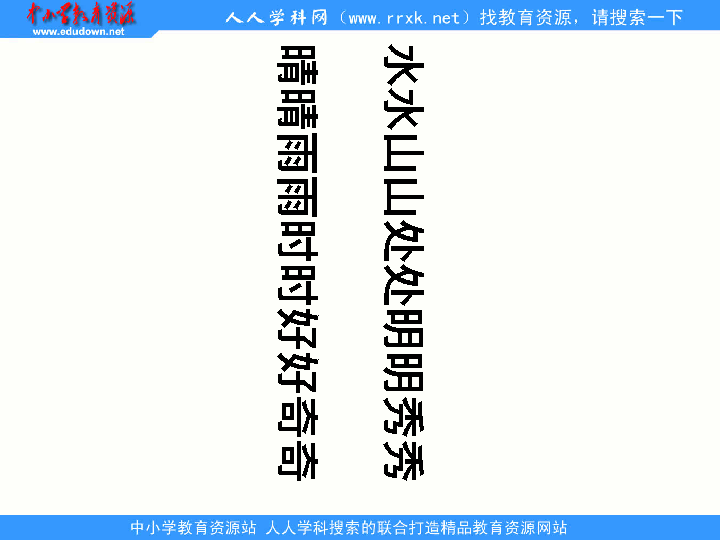 中小学教育资源
www.edudown.net
人人学科网（www.rrxk.net）找教育资源，请搜索一下
水水山山处处明明秀秀
晴晴雨雨时时好好奇奇
中小学教育资源站 人人学科搜索的联合打造精品教育资源网站